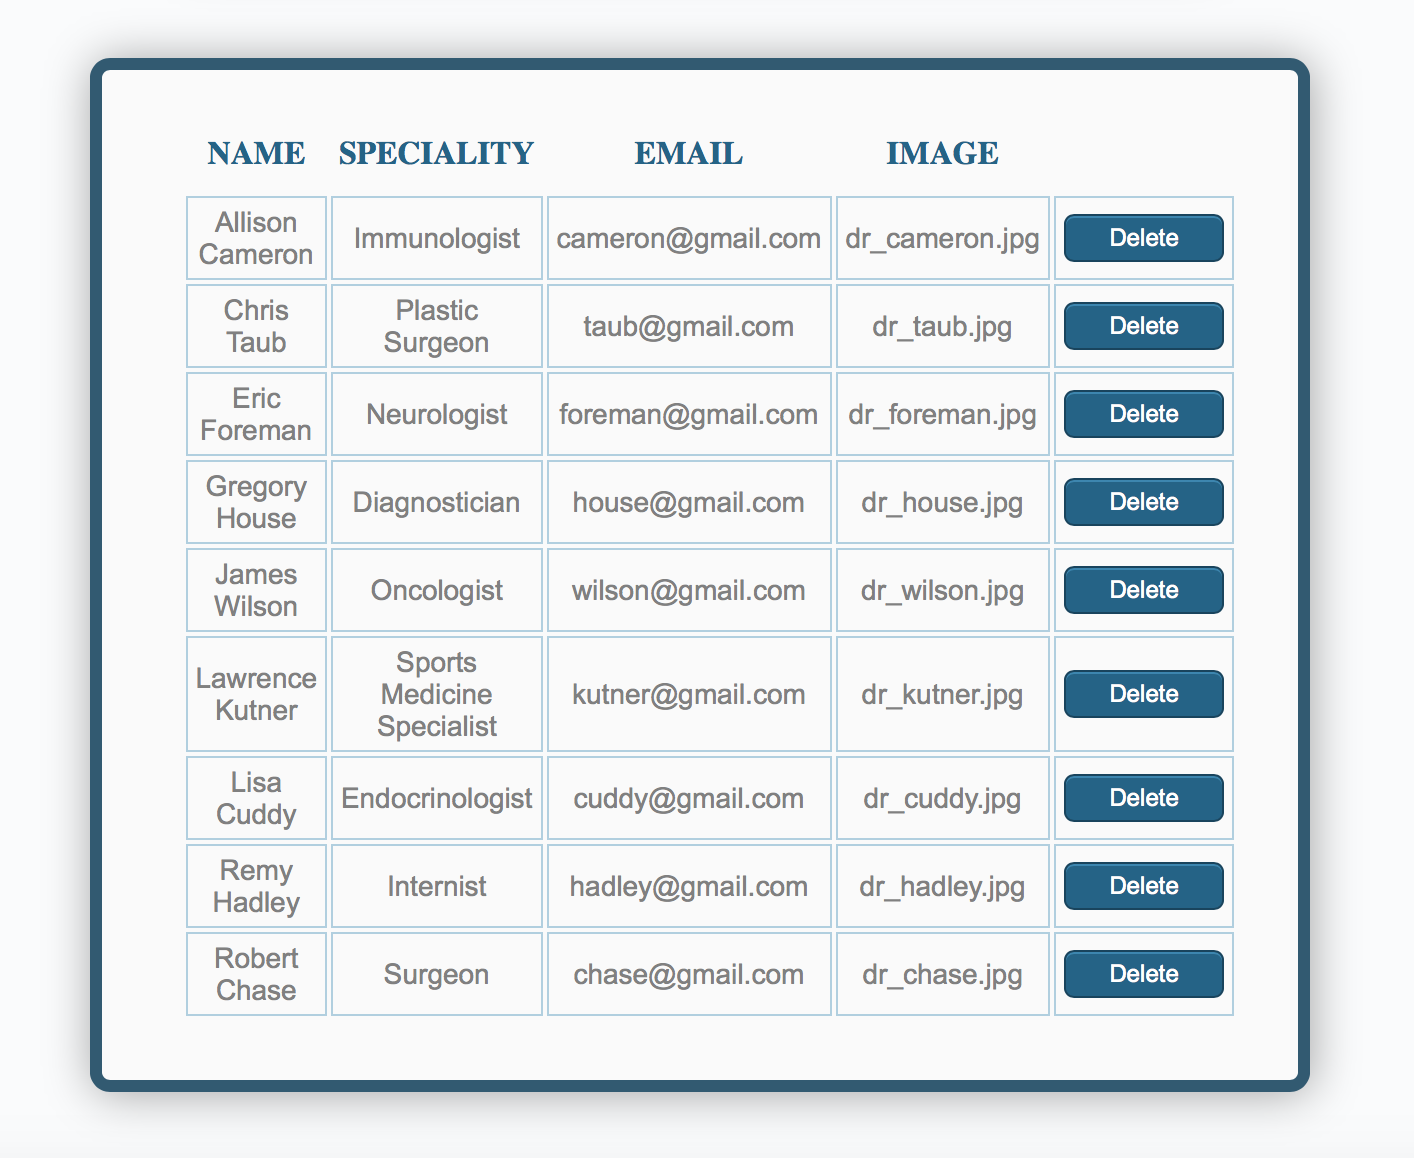 NAME SPECIALITY EMAIL IMAGE
Allison
Cameron
Immunologist
cameron@gmail.com
dr_cameron.jpg
Delete
Chris
Taub
Plastic
Surgeon
taub@gmail.com
dr_taub.jpg
Delete
Eric
Foreman
Neurologist
foreman@gmail.com
dr_foreman.jpg
Delete
Gregory
House
Diagnostician
house@gmail.com
dr_house.jpg
Delete
James
Wilson
Oncologist
wilson@gmail.com
dr_wilson.jpg
Delete
Lawrence
Kutner
Sports
Medicine
Specialist
kutner@gmail.com
dr_kutner.jpg
Delete
Lisa
Cuddy
Endocrinologist
cuddy@gmail.com
dr_cuddy.jpg
Delete
Remy
Hadley
Internist
hadley@gmail.com
dr_hadley.jpg
Delete
Robert
Chase
Surgeon
chase@gmail.com
dr_chase.jpg
Delete